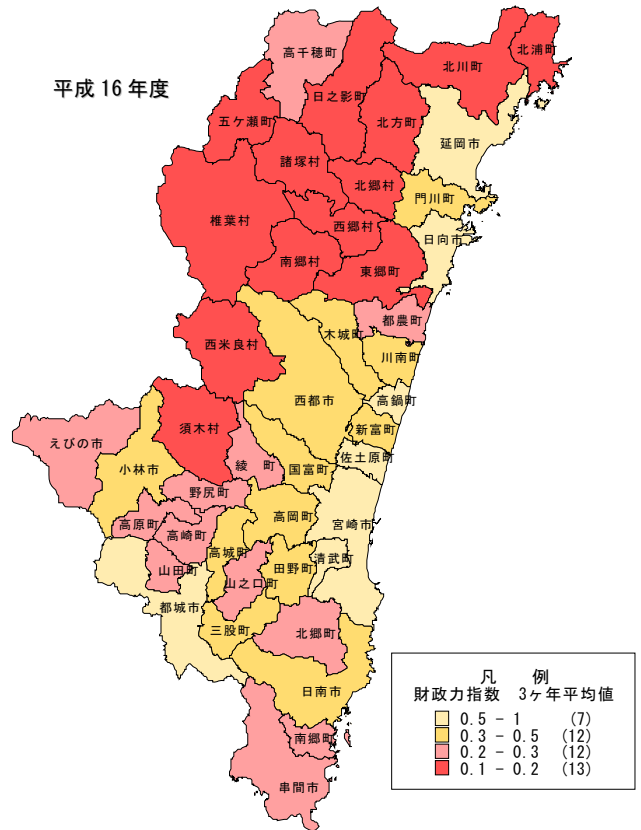 平成 16 年度
高千穂町
北浦町
北川町
日之影町
五ケ瀬町
北方町
延岡市
諸塚村
北郷村
門川町
椎葉村
西郷村
日向市
南郷村
東郷町
都農町
木城町
西米良村
川南町
西都市
高鍋町
須木村
新富町
えびの市
佐土原町
綾　町
小林市
国富町
野尻町
高原町
高岡町
宮崎市
高崎町
高城町
清武町
山田町
田野町
山之口町
都城市
三股町
北郷町
日南市
南郷町
串間市
凡　例
財政力指数　3ヶ年平均値
0.5 － 1 (7)
0.3 － 0.5 (12)
0.2 － 0.3 (12)
0.1 － 0.2 (13)